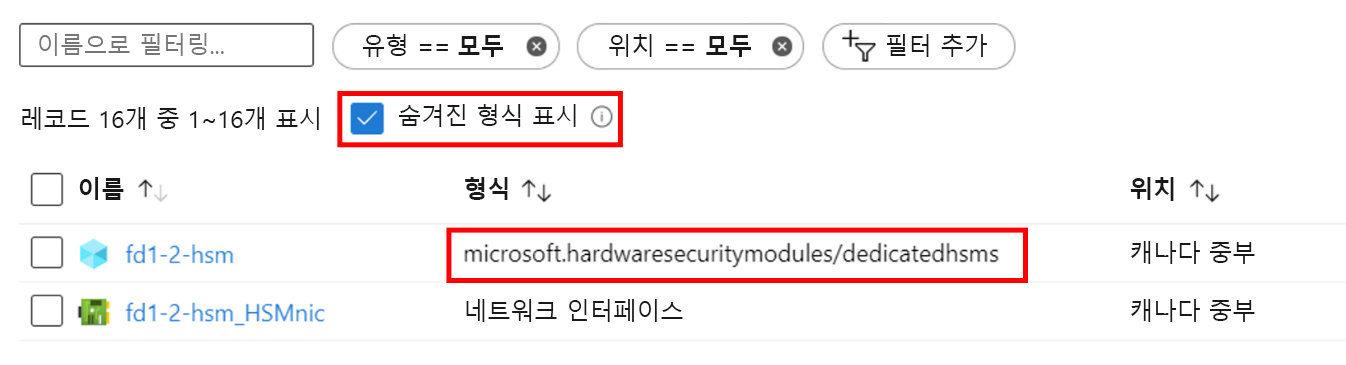 이름으로 필터링... 유형 == 모두 위치 == 모두 필터 추가
레코드 16개 중 1~16개 표시 숨겨진 형식 표시
이름 형식 위치
fd1-2-hsm microsoft.hardwaresecuritymodules/dedicatedhsms 캐나다 중부
fd1-2-hsm_HSMnic 네트워크 인터페이스 캐나다 중부